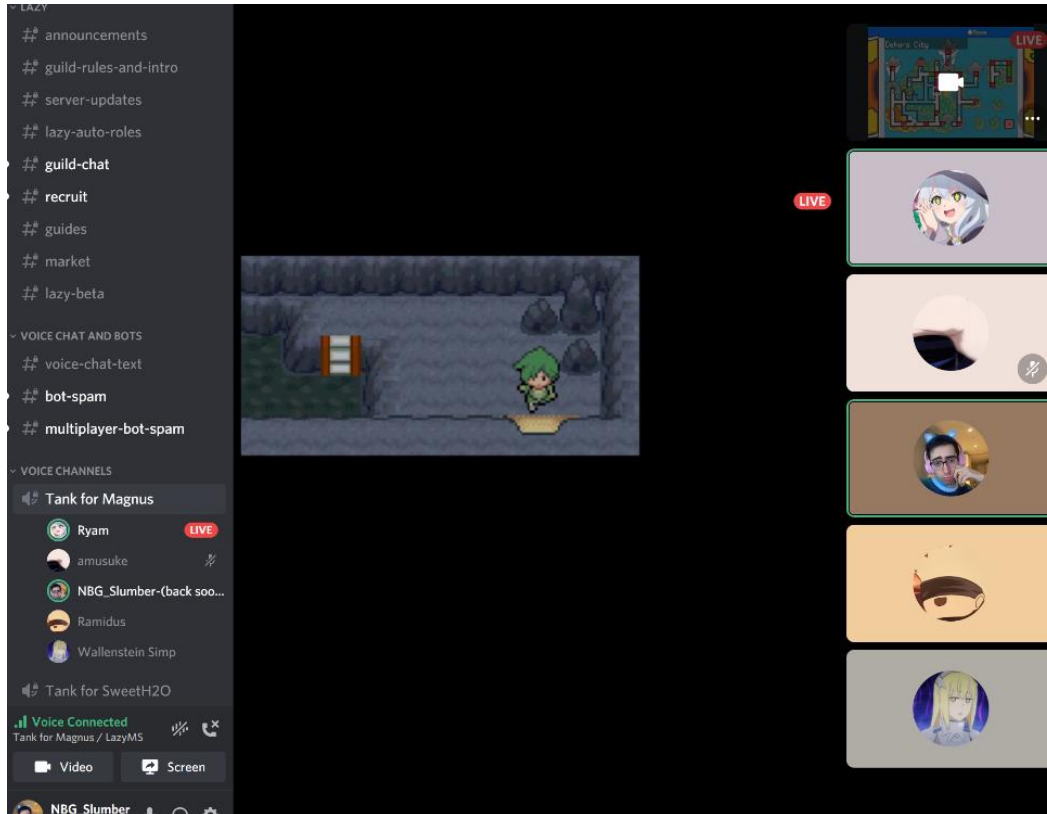 LAZY
announcements
guild-rules-and-intro
server-updates
lazy-auto-roles
guild-chat
recruit
guides
market
lazy-beta
VOICE CHAT AND BOTS
voice-chat-text
bot-spam
multiplayer-bot-spam
VOICE CHANNELS
Tank for Magnus
Ryam LIVE
amusuke
NBG_Slumber-(back soo...
Ramidus
Wallenstein Simp
Tank for SweetH2O
Voice Connected
Tank for Magnus / LazyMS
Video Screen
NBG_Slumber
LIVE
City
LIVE